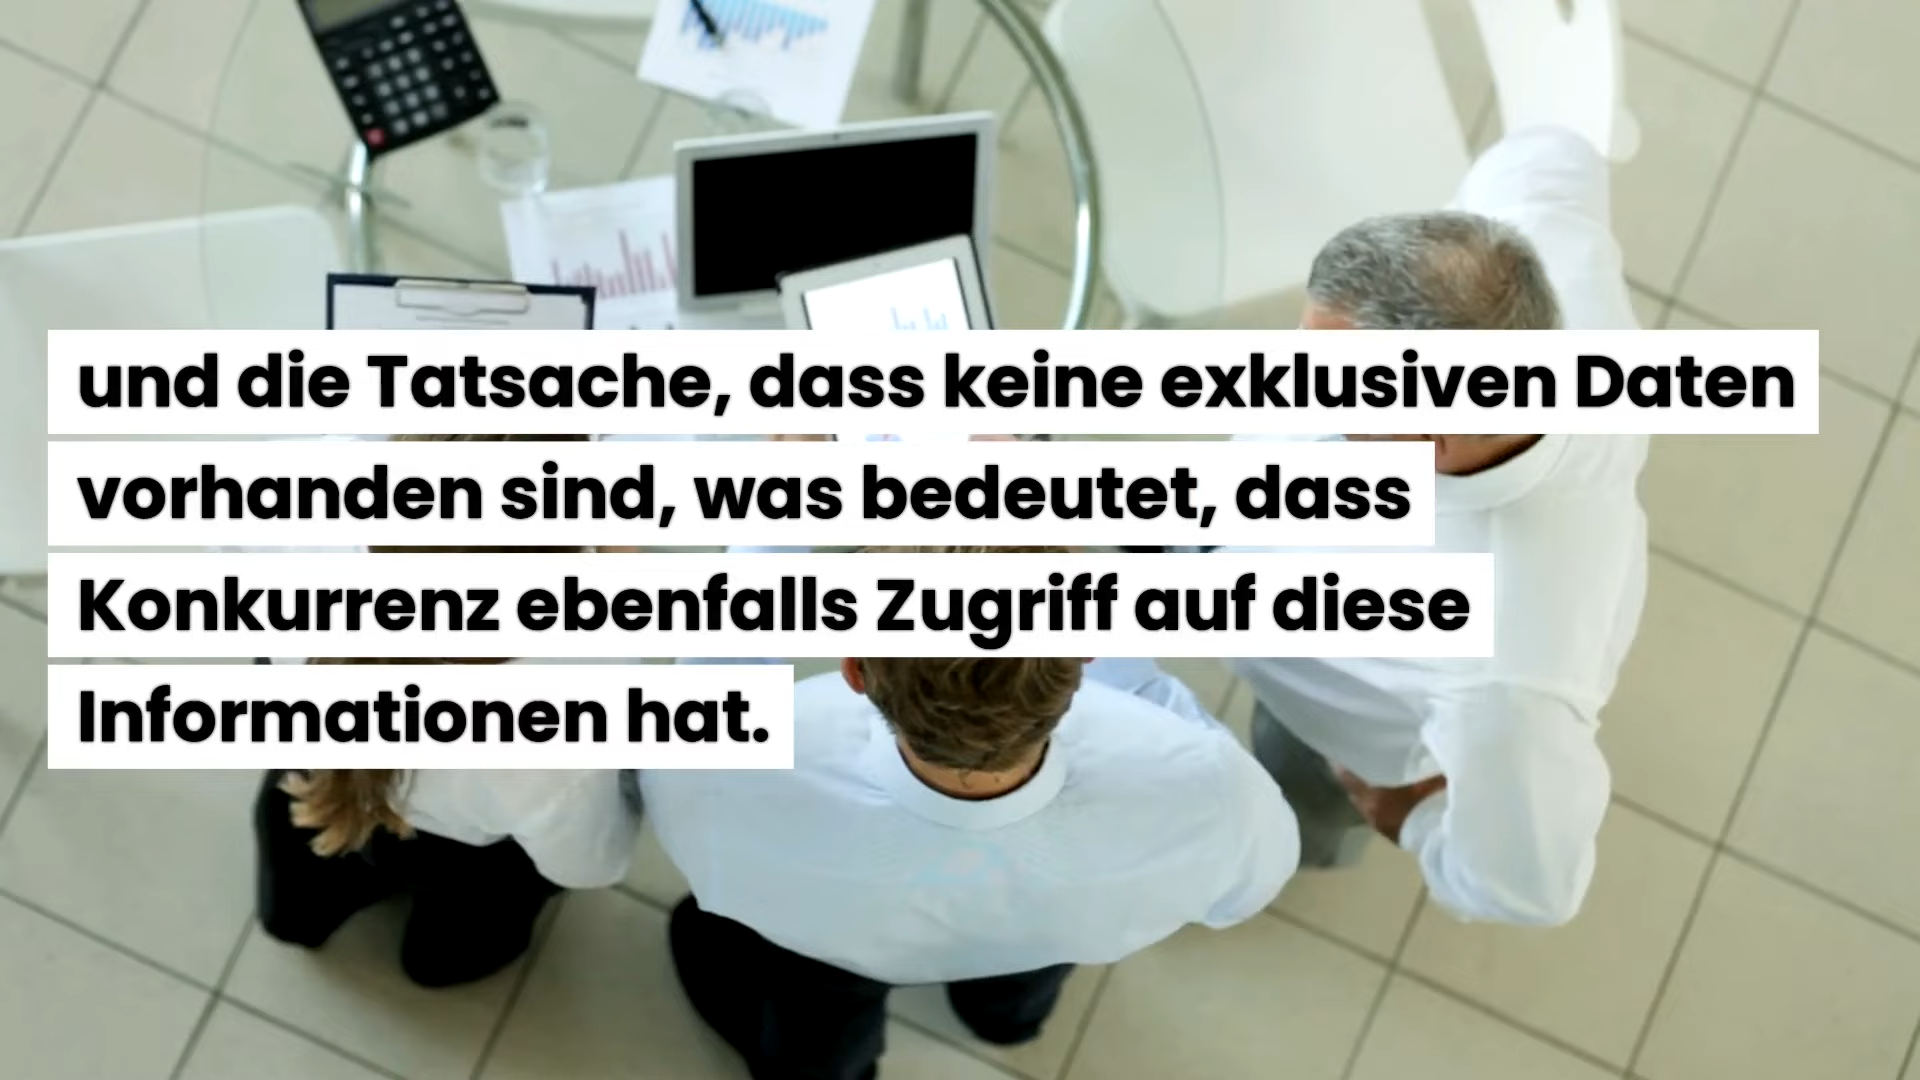 und die Tatsache, dass keine exklusiven Daten
vorhanden sind, was bedeutet, dass
Konkurrenz ebenfalls Zugriff auf diese
Informationen hat.